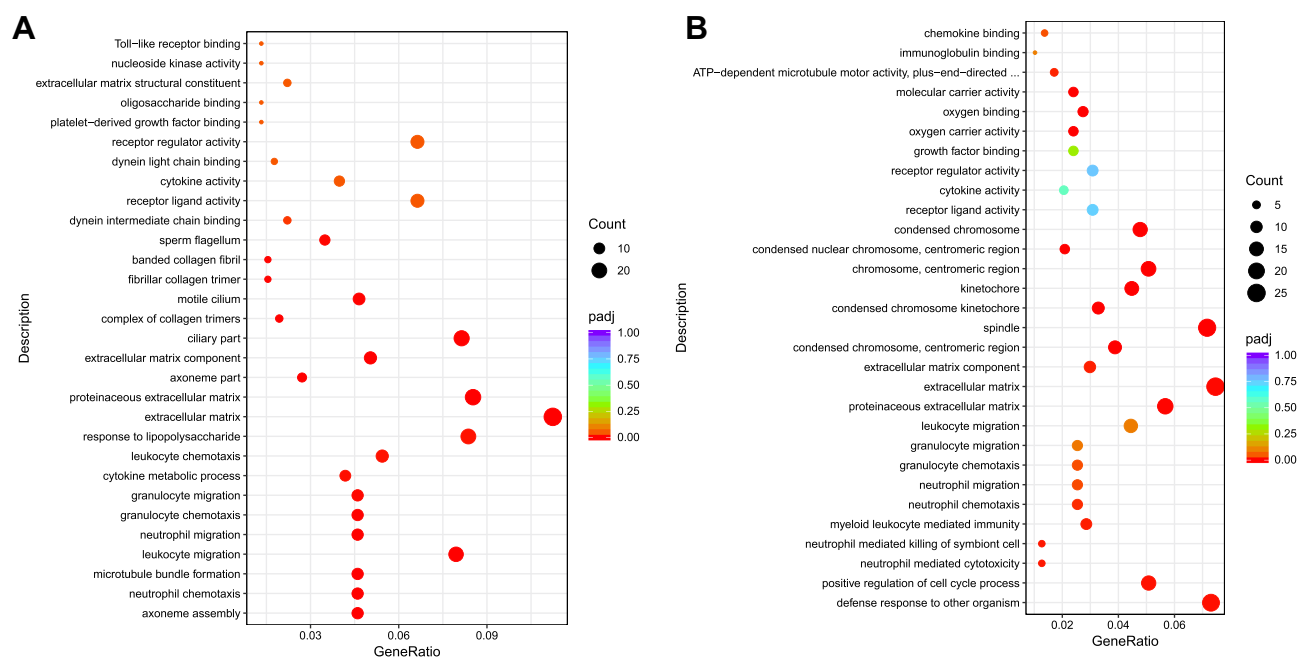 A
Description
Toll−like receptor binding
nucleoside kinase activity
extracellular matrix structural constituent
oligosaccharide binding
platelet−derived growth factor binding
receptor regulator activity
dynein light chain binding
cytokine activity
receptor ligand activity
dynein intermediate chain binding
sperm flagellum
banded collagen fibril
fibrillar collagen trimer
motile cilium
complex of collagen trimers
ciliary part
extracellular matrix component
axoneme part
proteinaceous extracellular matrix
extracellular matrix
response to lipopolysaccharide
leukocyte chemotaxis
cytokine metabolic process
granulocyte migration
granulocyte chemotaxis
neutrophil migration
leukocyte migration
microtubule bundle formation
neutrophil chemotaxis
axoneme assembly
0.03 0.06 0.09
GeneRatio
Count
10
20
padj
1.00
0.75
0.50
0.25
0.00
B
Description
chemokine binding
immunoglobulin binding
ATP−dependent microtubule motor activity, plus−end−directed ...
molecular carrier activity
oxygen binding
oxygen carrier activity
growth factor binding
receptor regulator activity
cytokine activity
receptor ligand activity
condensed chromosome
condensed nuclear chromosome, centromeric region
chromosome, centromeric region
kinetochore
condensed chromosome kinetochore
spindle
condensed chromosome, centromeric region
extracellular matrix component
extracellular matrix
proteinaceous extracellular matrix
leukocyte migration
granulocyte migration
granulocyte chemotaxis
neutrophil migration
neutrophil chemotaxis
myeloid leukocyte mediated immunity
neutrophil mediated killing of symbiont cell
neutrophil mediated cytotoxicity
positive regulation of cell cycle process
defense response to other organism
0.02 0.04 0.06
GeneRatio
Count
5
10
15
20
25
padj
1.00
0.75
0.50
0.25
0.00